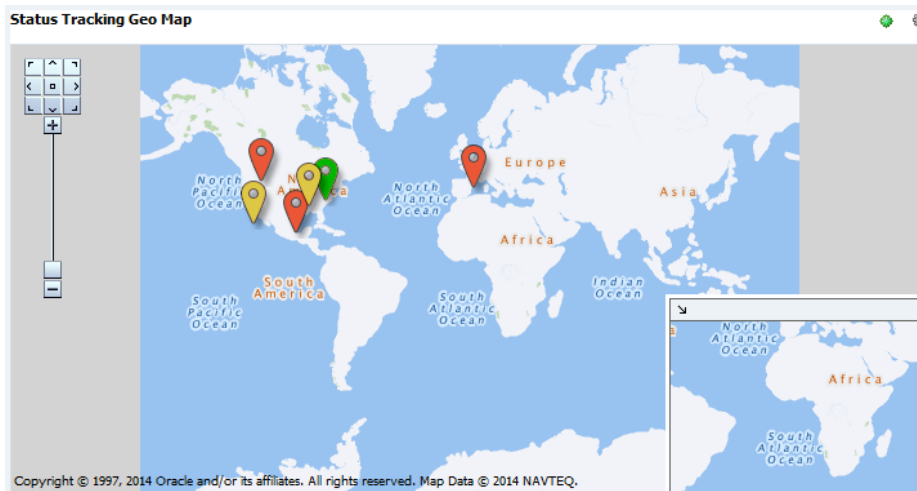 Status Tracking Geo Map
North
Pacific
Ocean
N
Am
a
North
Atlantic
Ocean
Europe
Asia
Africa
South
America
South
Pacific
Ocean
South
Atlantic
Ocean
Indian
Ocean
a
North
Atlantic
Ocean
Africa
South
Atlantic
Ocean
Copyright © 1997, 2014 Oracle and/or its affiliates. All rights reserved. Map Data © 2014 NAVTEQ.